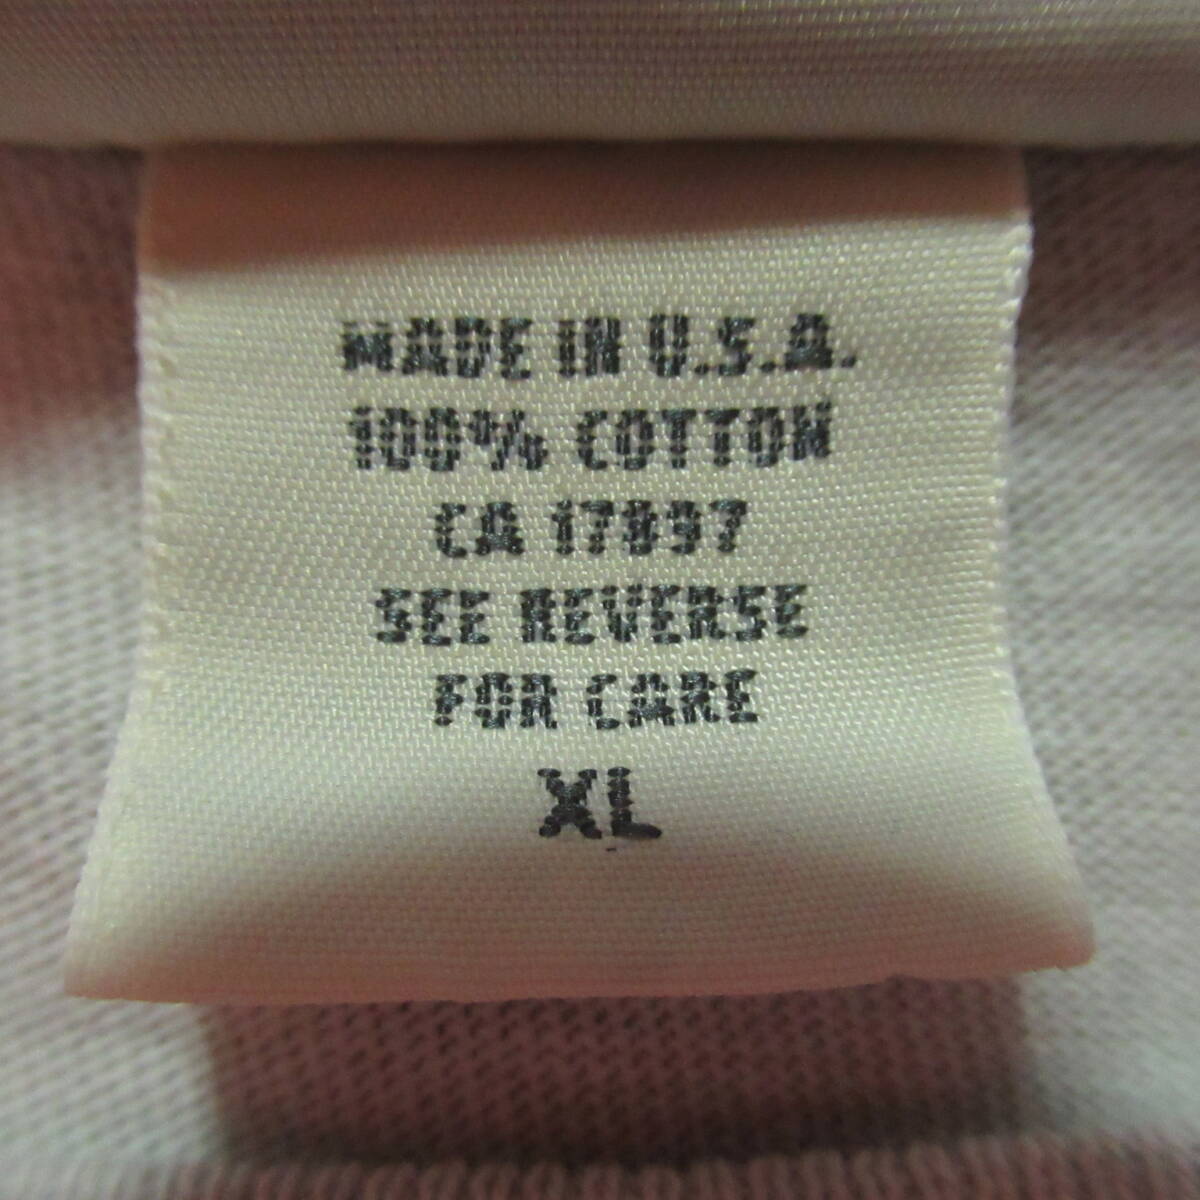 MADE IN U.S.A.
100% COTTON
CA 17897
SEE REVERSE
FOR CARE
XL